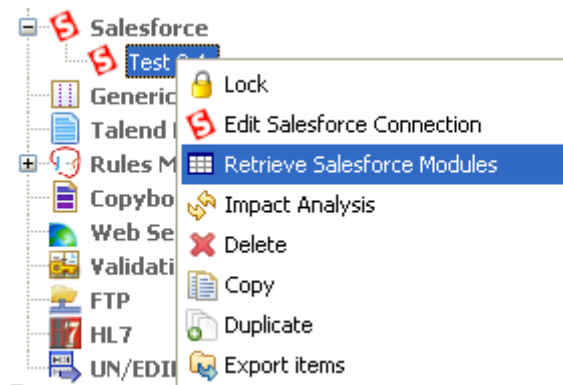 Salesforce
Test
Generic
Lock
Talend
Edit Salesforce Connection
Rules M
Retrieve Salesforce Modules
Copybo
Impact Analysis
Web Se
Delete
Validati
Copy
FTP
Duplicate
HL7
UN/EDI
Export items